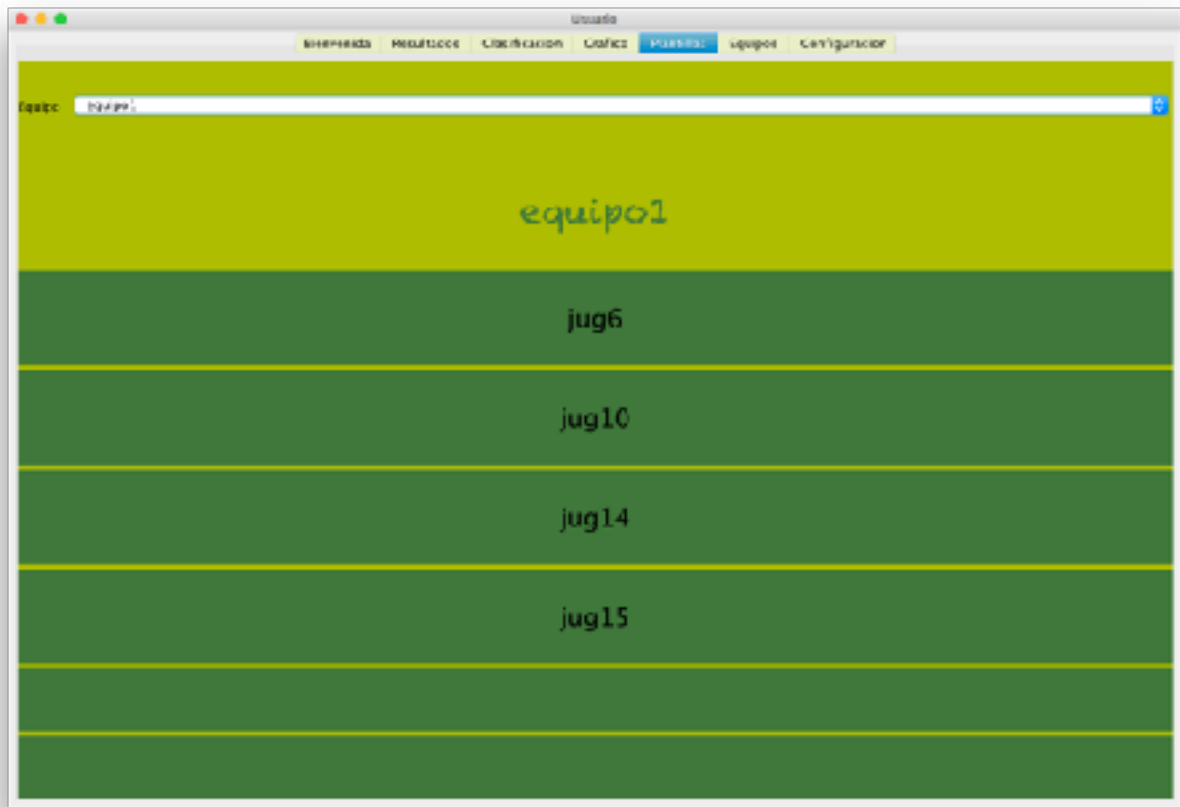 Usuario
Bienvenida Resultados Clasificación Gráfico Plantillas Equipos Configuración
Equipo equipo1
equipo1
jug6
jug10
jug14
jug15